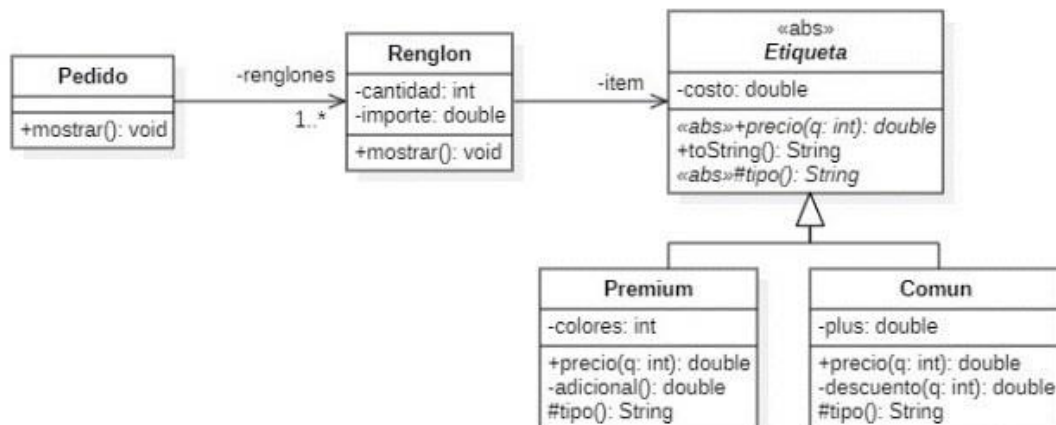 Pedido
+mostrar(): void
-renglones
1..*
Renglon
-cantidad: int
-importe: double
+mostrar(): void
-item
«abs»
Etiqueta
-costo: double
«abs»+precio(q: int): double
+toString(): String
«abs»#tipo(): String
Premium
-colores: int
+precio(q: int): double
-adicional(): double
#tipo(): String
Comun
-plus: double
+precio(q: int): double
-descuento(q: int): double
#tipo(): String